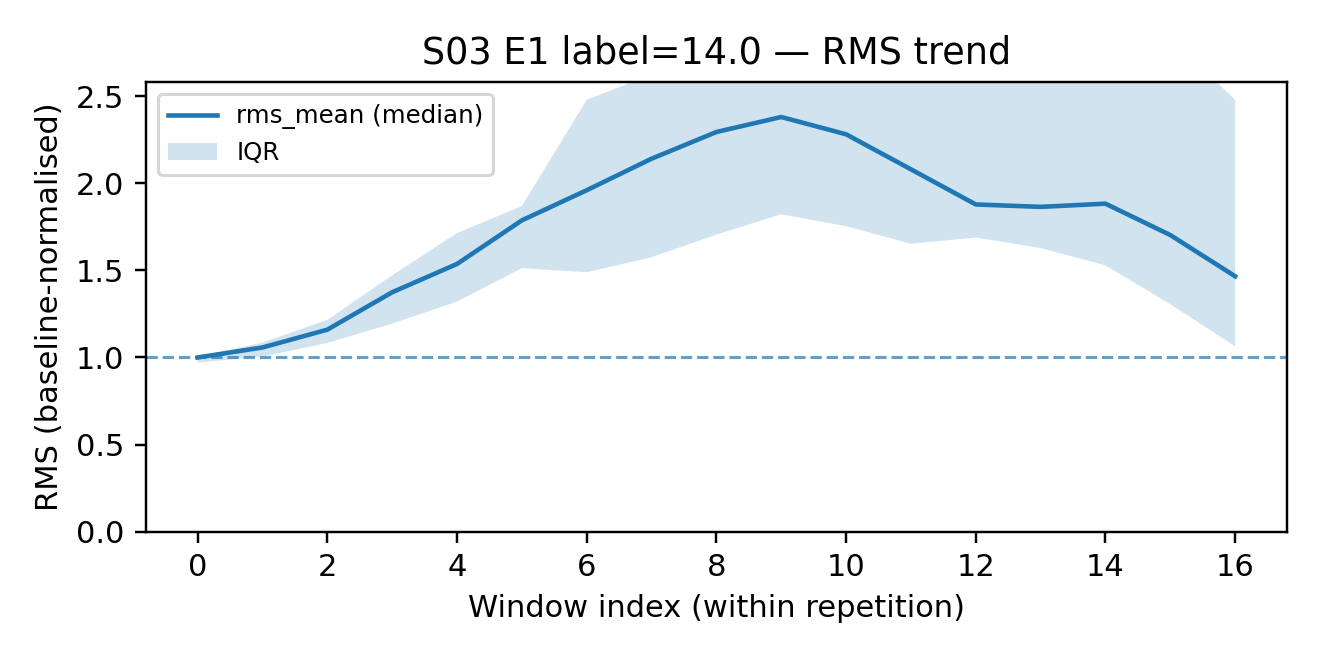 S03 E1 label=14.0 — RMS trend
rms_mean (median)
IQR
RMS (baseline-normalised)
2.5
2.0
1.5
1.0
0.5
0.0
0 2 4 6 8 10 12 14 16
Window index (within repetition)